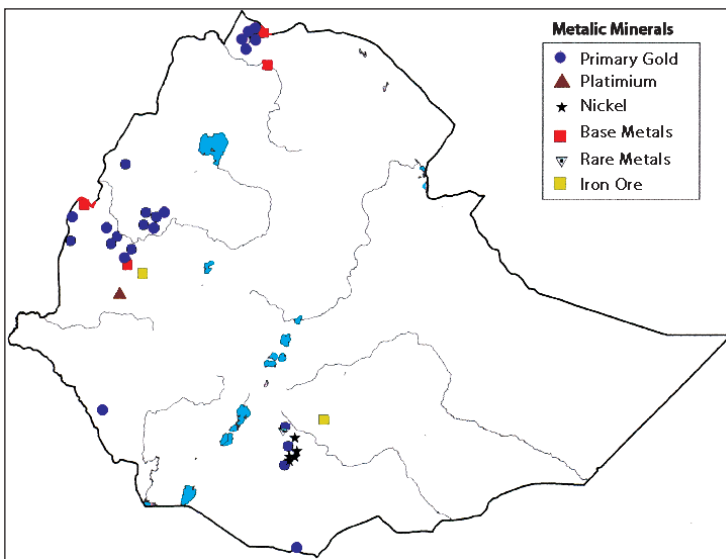 Metalic Minerals
Primary Gold
Platimium
Nickel
Base Metals
Rare Metals
Iron Ore